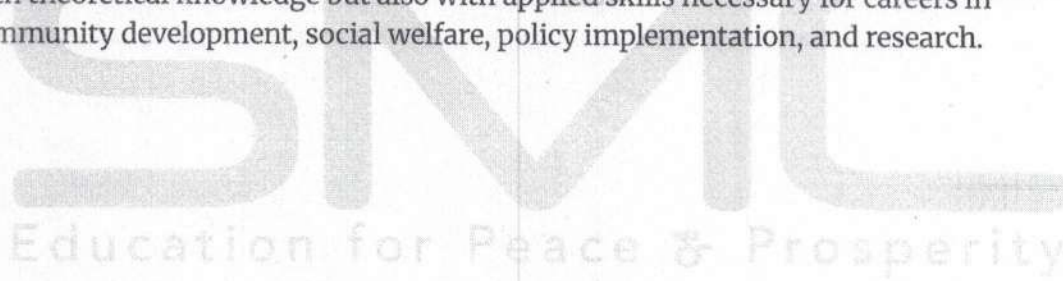 theoretical knowledge but also with applied skills necessary for careers in
mmunity development, social welfare, policy implementation, and research.
SMC
Education for Peace & Prosperity